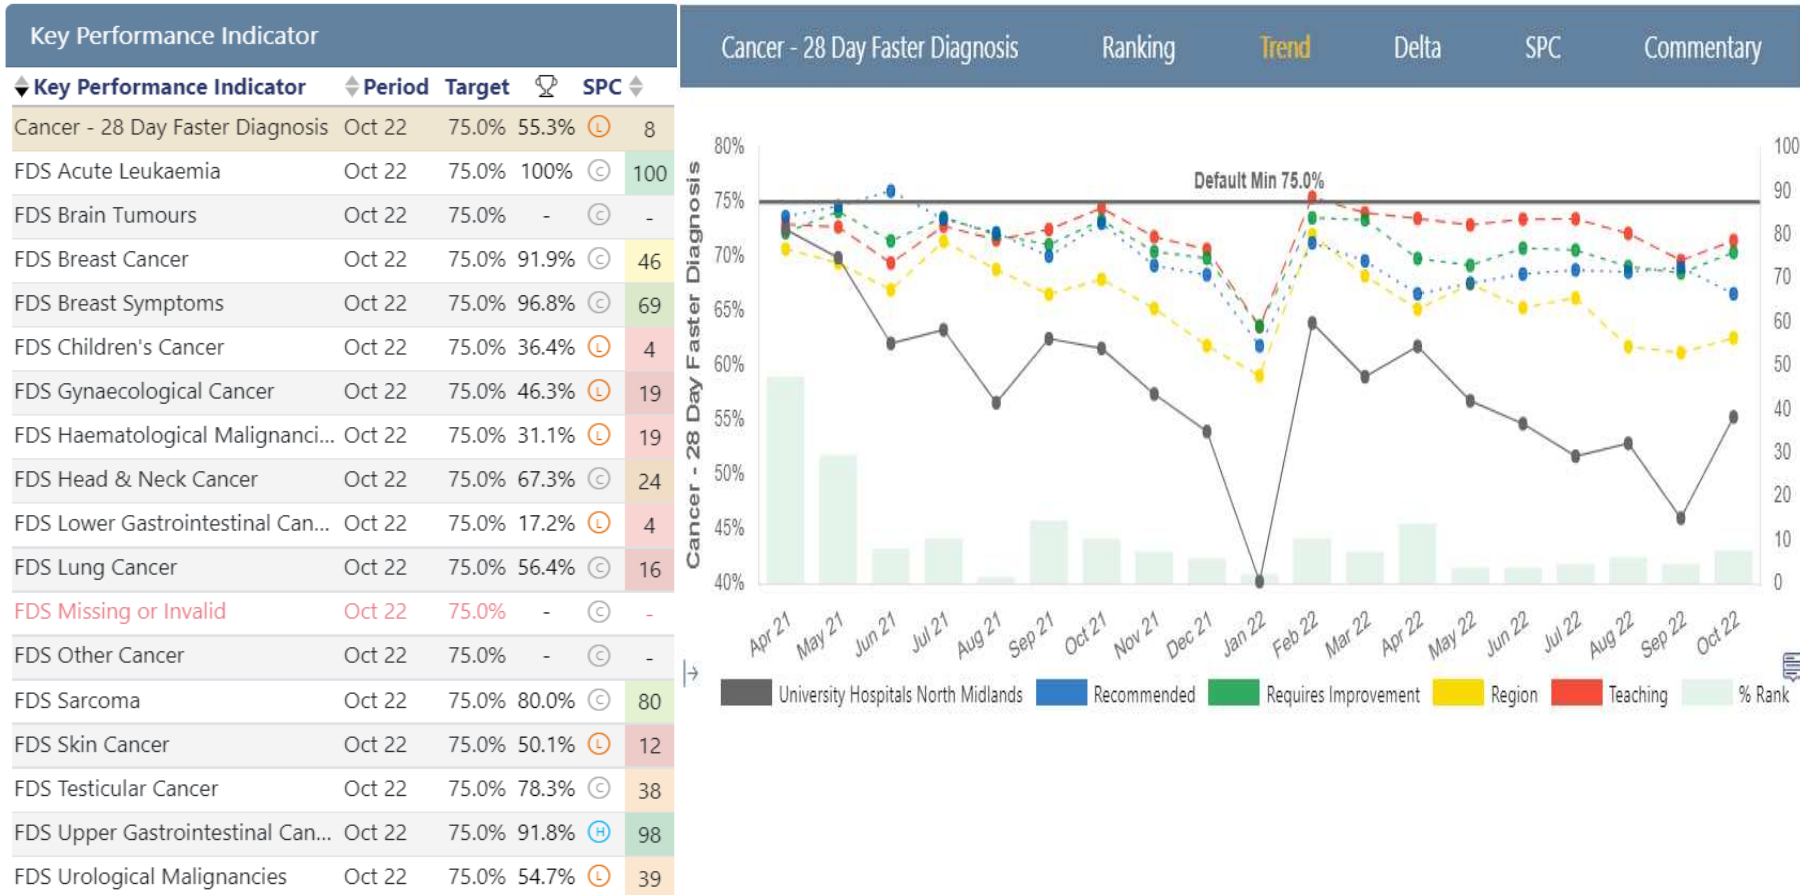 Key Performance Indicator
Key Performance Indicator Period Target SPC
Cancer - 28 Day Faster Diagnosis Oct 22 75.0% 55.3% L 8
FDS Acute Leukaemia Oct 22 75.0% 100% C 100
FDS Brain Tumours Oct 22 75.0% - C -
FDS Breast Cancer Oct 22 75.0% 91.9% C 46
FDS Breast Symptoms Oct 22 75.0% 96.8% C 69
FDS Children's Cancer Oct 22 75.0% 36.4% L 4
FDS Gynaecological Cancer Oct 22 75.0% 46.3% L 19
FDS Haematological Malignanci... Oct 22 75.0% 31.1% L 19
FDS Head & Neck Cancer Oct 22 75.0% 67.3% C 24
FDS Lower Gastrointestinal Can... Oct 22 75.0% 17.2% L 4
FDS Lung Cancer Oct 22 75.0% 56.4% C 16
FDS Missing or Invalid Oct 22 75.0% - C -
FDS Other Cancer Oct 22 75.0% - C -
FDS Sarcoma Oct 22 75.0% 80.0% C 80
FDS Skin Cancer Oct 22 75.0% 50.1% L 12
FDS Testicular Cancer Oct 22 75.0% 78.3% C 38
FDS Upper Gastrointestinal Can... Oct 22 75.0% 91.8% H 98
FDS Urological Malignancies Oct 22 75.0% 54.7% L 39
Cancer - 28 Day Faster Diagnosis Ranking Trend Delta SPC Commentary
Cancer - 28 Day Faster Diagnosis
80%
75%
70%
65%
60%
55%
50%
45%
40%
Default Min 75.0%
100
90
80
70
60
50
40
30
20
10
0
Apr 21 May 21 Jun 21 Jul 21 Aug 21 Sep 21 Oct 21 Nov 21 Dec 21 Jan 22 Feb 22 Mar 22 Apr 22 May 22 Jun 22 Jul 22 Aug 22 Sep 22 Oct 22
University Hospitals North Midlands Recommended Requires Improvement Region Teaching % Rank